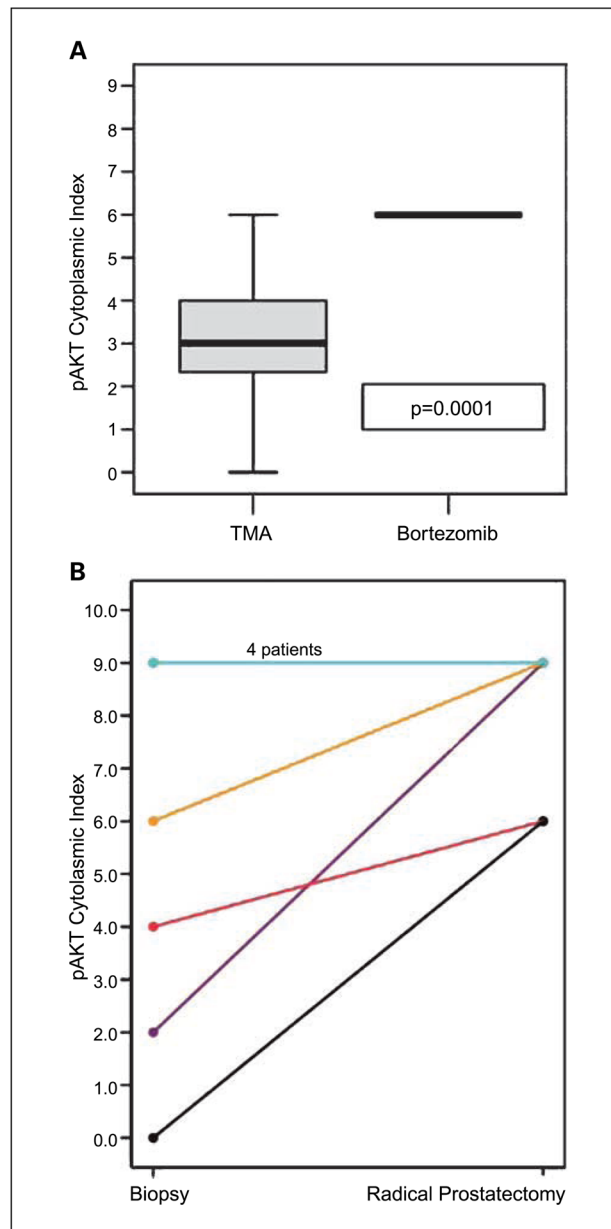 A
pAKT Cytoplasmic Index
9
8
7
6
5
4
3
2
1
0
p=0.0001
TMA
Bortezomib
B
pAKT Cytolasmic Index
10.0
9.0
8.0
7.0
6.0
5.0
4.0
3.0
2.0
1.0
0.0
4 patients
Biopsy
Radical Prostatectomy